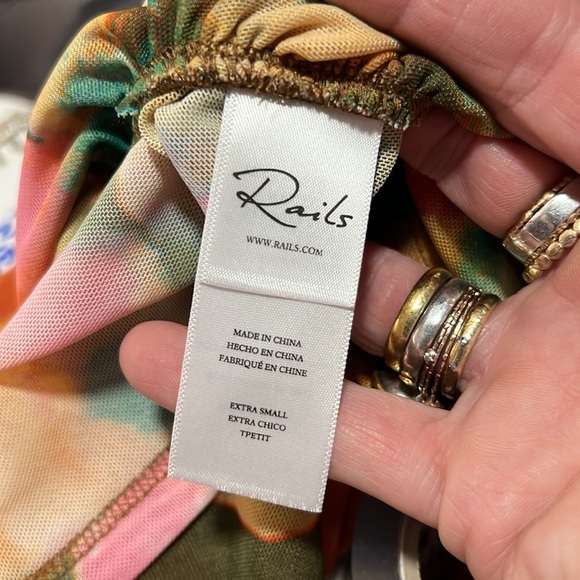 Rails
WWW.RAILS.COM
MADE IN CHINA
HECHO EN CHINA
FABRIQUÉ EN CHINE
EXTRA SMALL
EXTRA CHICO
TPETIT